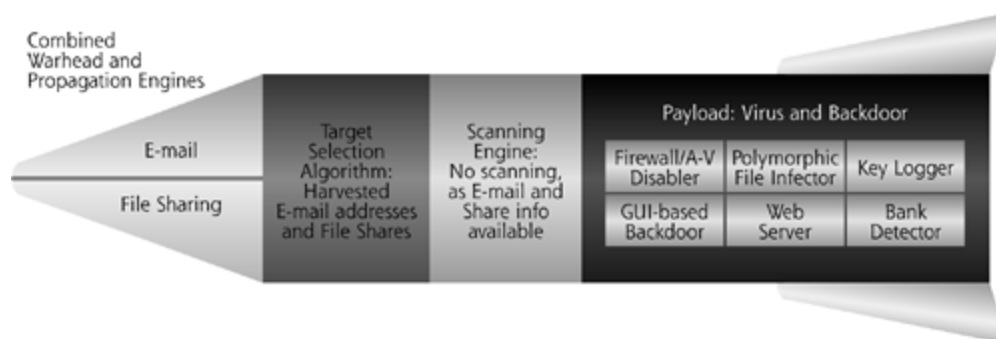 Combined
Warhead and
Propagation Engines
E-mail
File Sharing
Target
Selection
Algorithm:
Harvested
E-mail addresses
and File Shares
Scanning
Engine:
No scanning,
as E-mail and
Share info
available
Payload: Virus and Backdoor
Firewall/A-V
Disabler
Polymorphic
File Infector
Key Logger
GUI-based
Backdoor
Web
Server
Bank
Detector